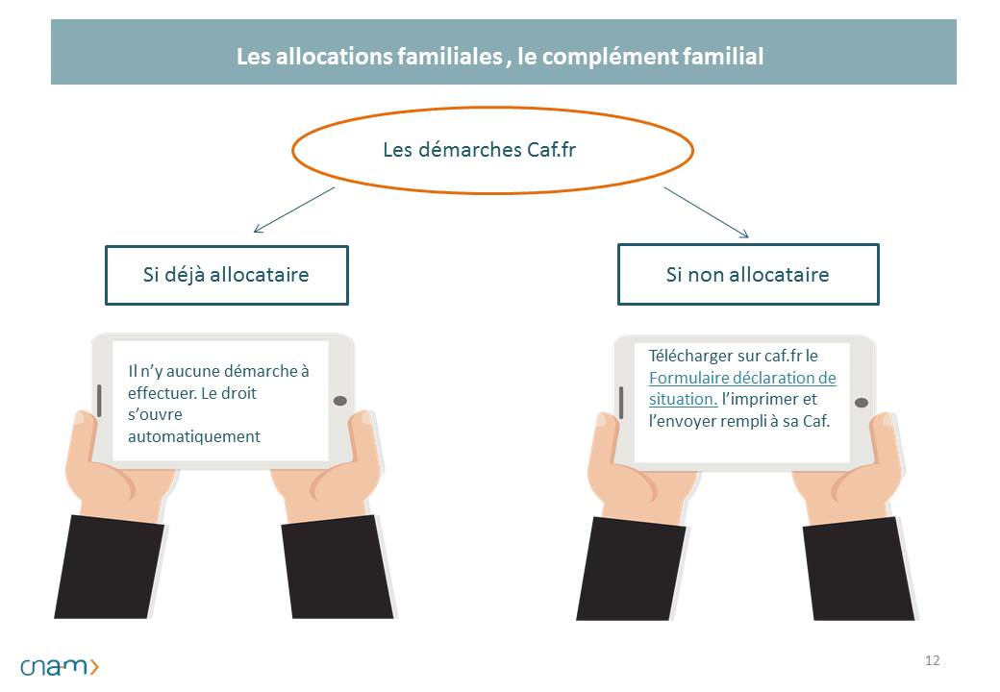 Les allocations familiales , le complément familial
Les démarches Caf.fr
Si déjà allocataire
Si non allocataire
Il n’y aucune démarche à
effectuer. Le droit
s’ouvre
automatiquement
Télécharger sur caf.fr le
Formulaire déclaration de
situation. l’imprimer et
l’envoyer rempli à sa Caf.
cnam
12